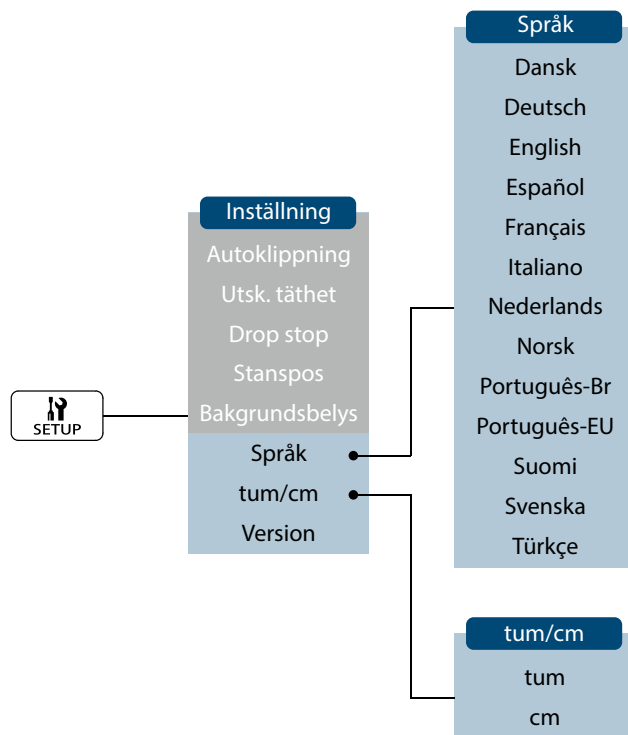 SETUP
Inställning
Autoklippning
Utsk. täthet
Drop stop
Stanspos
Bakgrundsbelys
Språk
tum/cm
Version
Språk
Dansk
Deutsch
English
Español
Français
Italiano
Nederlands
Norsk
Português-Br
Português-EU
Suomi
Svenska
Türkçe
tum/cm
tum
cm